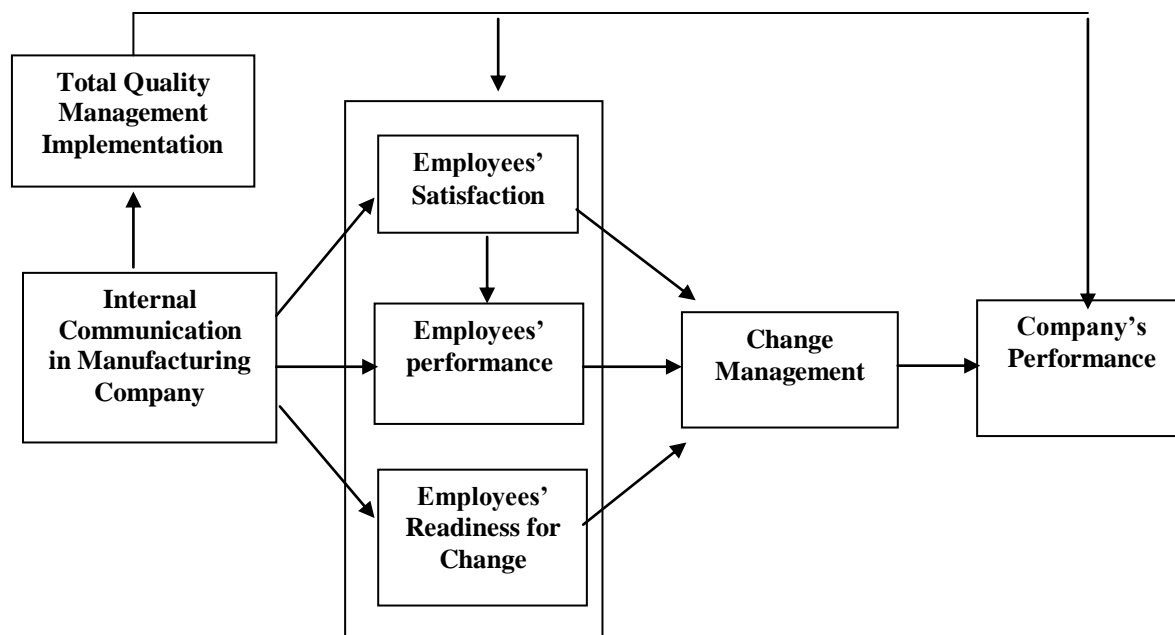 Total Quality
Management
Implementation
Employees’
Satisfaction
Internal
Communication
in Manufacturing
Company
Employees’
performance
Change
Management
Company’s
Performance
Employees’
Readiness for
Change